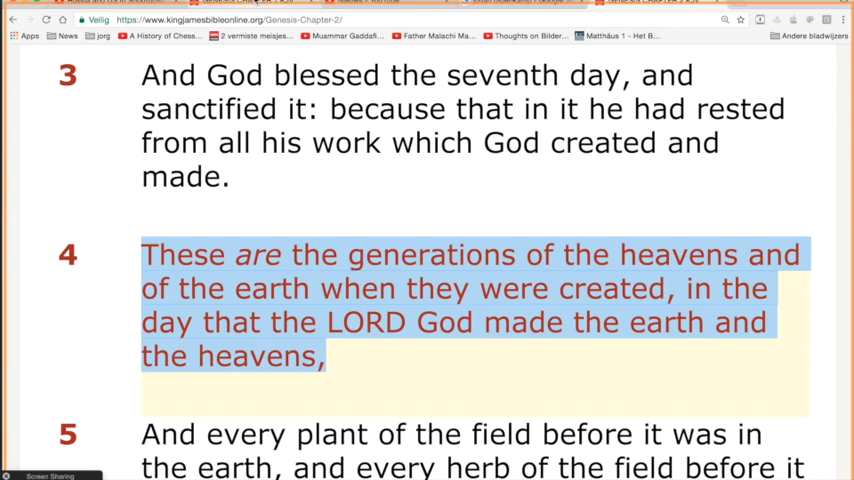 Veilig https://www.kingjamesbibleonline.org/Genesis-Chapter-2/
Apps News jorg A History of Chess... 2 vermiste meisjes... Muammar Gaddafi... Father Malachi Ma... Thoughts on Bilder... Matthäus 1 - Het B... Andere bladwijzers
3 And God blessed the seventh day, and
sanctified it: because that in it he had rested
from all his work which God created and
made.
4 These are the generations of the heavens and
of the earth when they were created, in the
day that the LORD God made the earth and
the heavens,
5 And every plant of the field before it was in
the earth, and every herb of the field before it
Screen Sharing